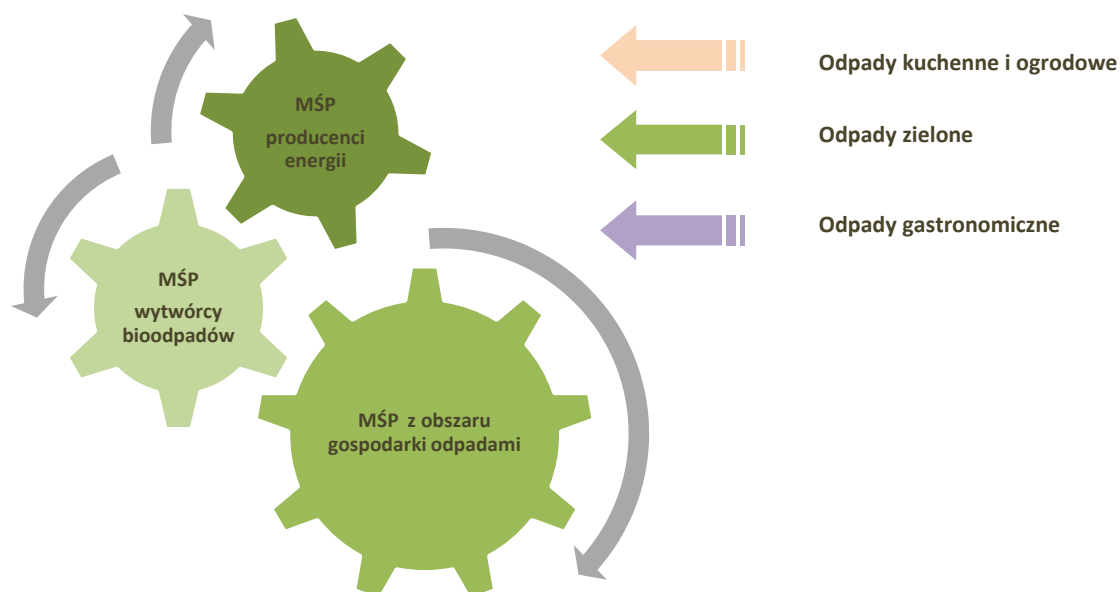 MŚP
producenci
energii
MŚP
wytwórcy
bioodpadów
MŚP z obszaru
gospodarki odpadami
Odpady kuchenne i ogrodowe
Odpady zielone
Odpady gastronomiczne